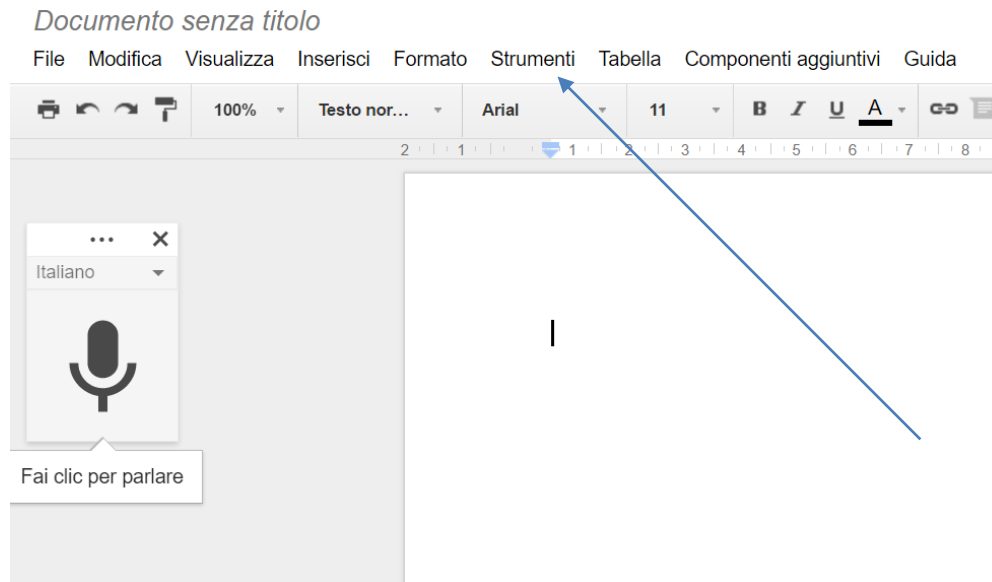 Documento senza titolo
File Modifica Visualizza Inserisci Formato Strumenti Tabella Componenti aggiuntivi Guida
100% Testo nor... Arial 11 B I U A
2 1 1 2 3 4 5 6 7 8
Italiano
Fai clic per parlare